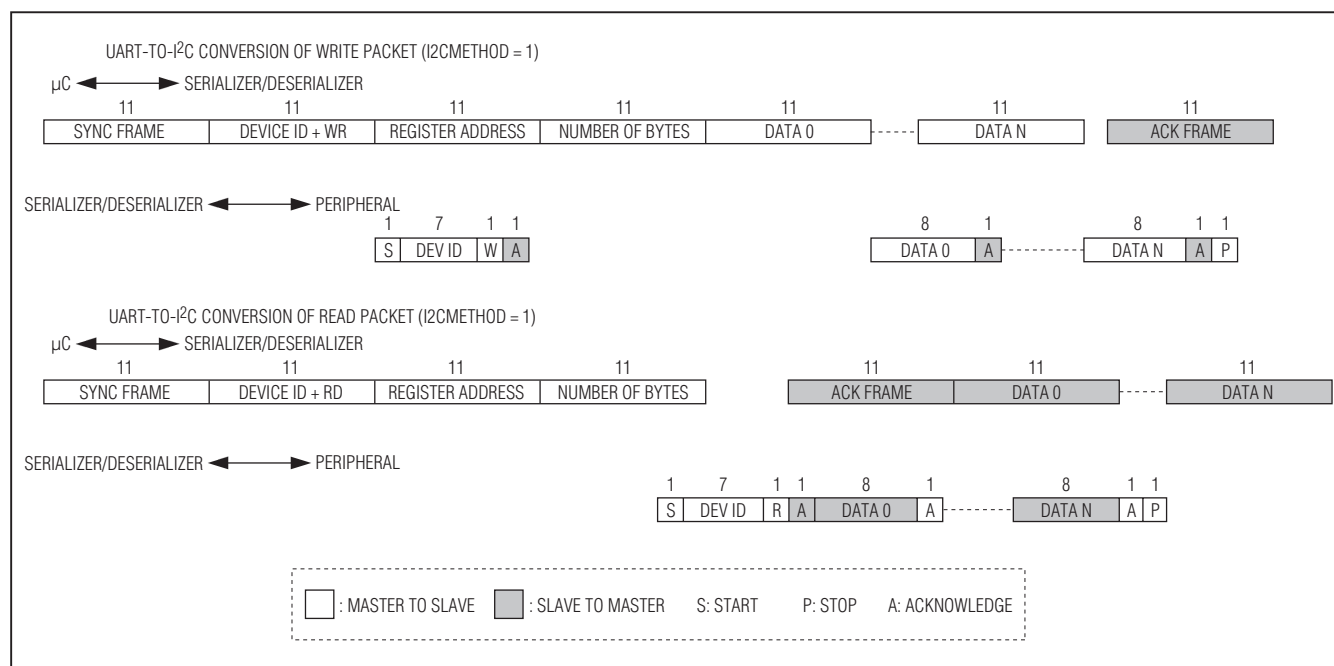 UART-TO-I²C CONVERSION OF WRITE PACKET (I2CMETHOD = 1)
µC SERIALIZER/DESERIALIZER
11 11 11 11 11 11 11
SYNC FRAME DEVICE ID + WR REGISTER ADDRESS NUMBER OF BYTES DATA 0 DATA N ACK FRAME
SERIALIZER/DESERIALIZER PERIPHERAL
1 7 1 1 8 1 8 1 1
S DEV ID W A DATA 0 A DATA N A P
UART-TO-I²C CONVERSION OF READ PACKET (I2CMETHOD = 1)
µC SERIALIZER/DESERIALIZER
11 11 11 11 11 11 11
SYNC FRAME DEVICE ID + RD REGISTER ADDRESS NUMBER OF BYTES ACK FRAME DATA 0 DATA N
SERIALIZER/DESERIALIZER PERIPHERAL
1 7 1 1 8 1 8 1 1
S DEV ID R A DATA 0 A DATA N A P
: MASTER TO SLAVE : SLAVE TO MASTER S: START P: STOP A: ACKNOWLEDGE